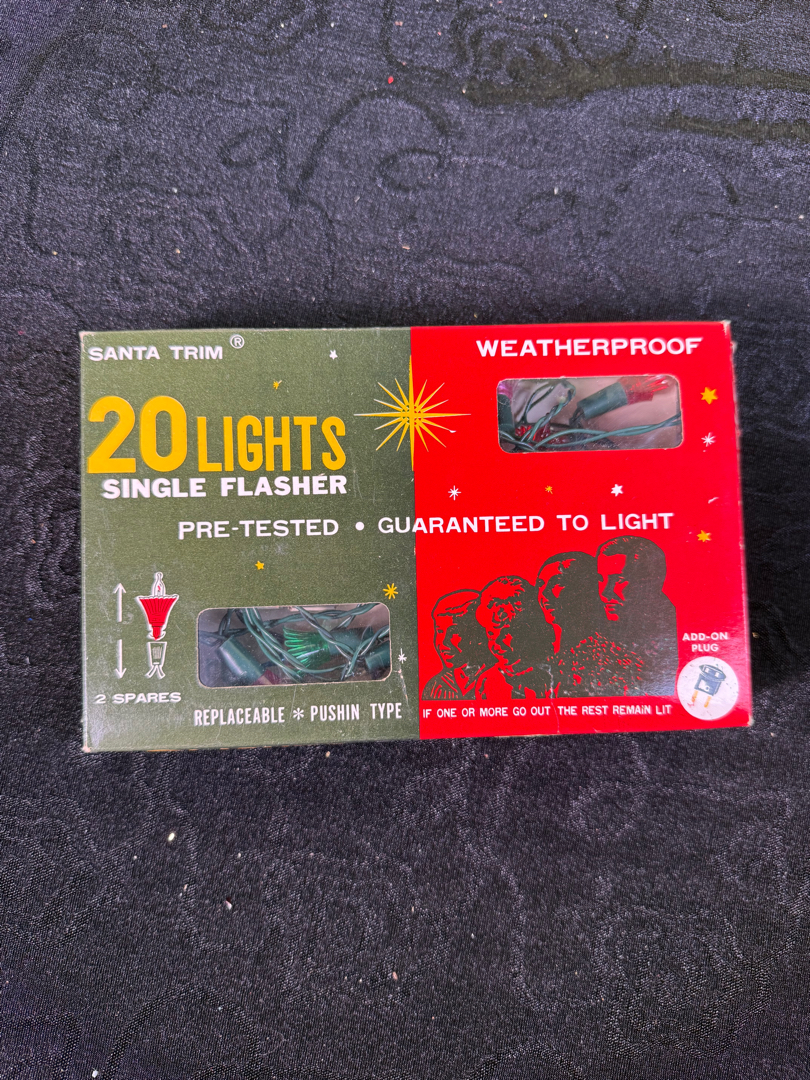 SANTA TRIM ®
20 LIGHTS
SINGLE FLASHER
WEATHERPROOF
PRE-TESTED • GUARANTEED TO LIGHT
2 SPARES
REPLACEABLE * PUSHIN TYPE
IF ONE OR MORE GO OUT THE REST REMAIN LIT
ADD-ON
PLUG